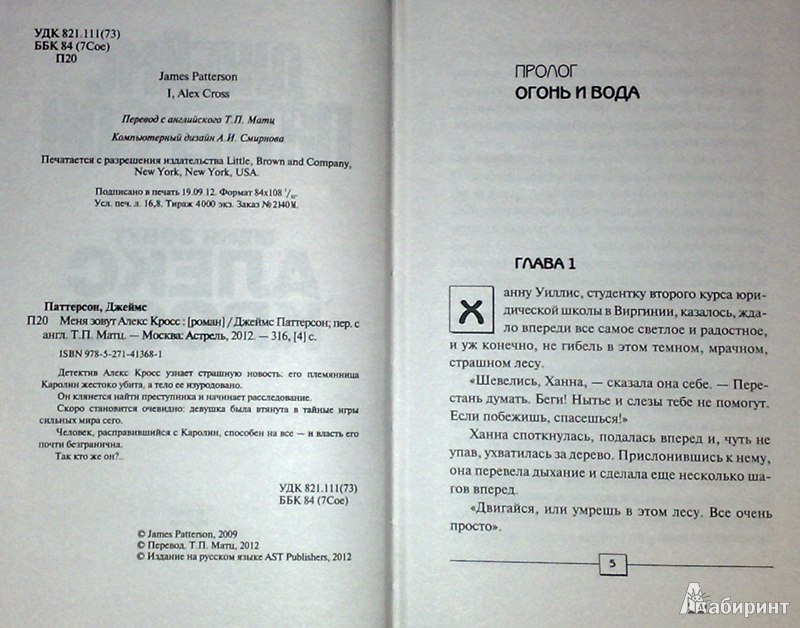 УДК 821.111(73)
ББК 84 (7Сое)
П20
James Patterson
I, Alex Cross
Перевод с английского Т.П. Матц
Компьютерный дизайн А.И. Смирнова
Печатается с разрешения издательства Little, Brown and Company,
New York, New York, USA.
Подписано в печать 19.09.12. Формат 84х108 1/32.
Усл. печ. л. 16,8. Тираж 4000 экз. Заказ № 2140М.
Паттерсон, Джеймс
П20 Меня зовут Алекс Кросс : [роман] / Джеймс Паттерсон; пер. с
англ. Т.П. Матц. — Москва: Астрель, 2012. — 316, [4] с.
ISBN 978-5-271-41368-1
Детектив Алекс Кросс узнает страшную новость: его племянница
Каролин жестоко убита, а тело ее изуродовано.
Он клянется найти преступника и начинает расследование.
Скоро становится очевидно: девушка была втянута в тайные игры
сильных мира сего.
Человек, расправившийся с Каролин, способен на все — и власть его
почти безгранична.
Так кто же он?..
УДК 821.111(73)
ББК 84 (7Сое)
© James Patterson, 2009
© Перевод. Т.П. Матц, 2012
© Издание на русском языке AST Publishers, 2012
ПРОЛОГ
ОГОНЬ И ВОДА
ГЛАВА 1
Ханну Уиллис, студентку второго курса юри-
дической школы в Виргинии, казалось, жда-
ло впереди все самое светлое и радостное,
и уж конечно, не гибель в этом темном, мрачном,
страшном лесу.
«Шевелись, Ханна, — сказала она себе. — Пере-
стань думать. Беги! Нытье и слезы тебе не помогут.
Если побежишь, спасешься!»
Ханна споткнулась, подалась вперед и, чуть не
упав, ухватилась за дерево. Прислонившись к нему,
она перевела дыхание и сделала еще несколько ша-
гов вперед.
«Двигайся, или умрешь в этом лесу. Все очень
просто».
5
Лабиринт